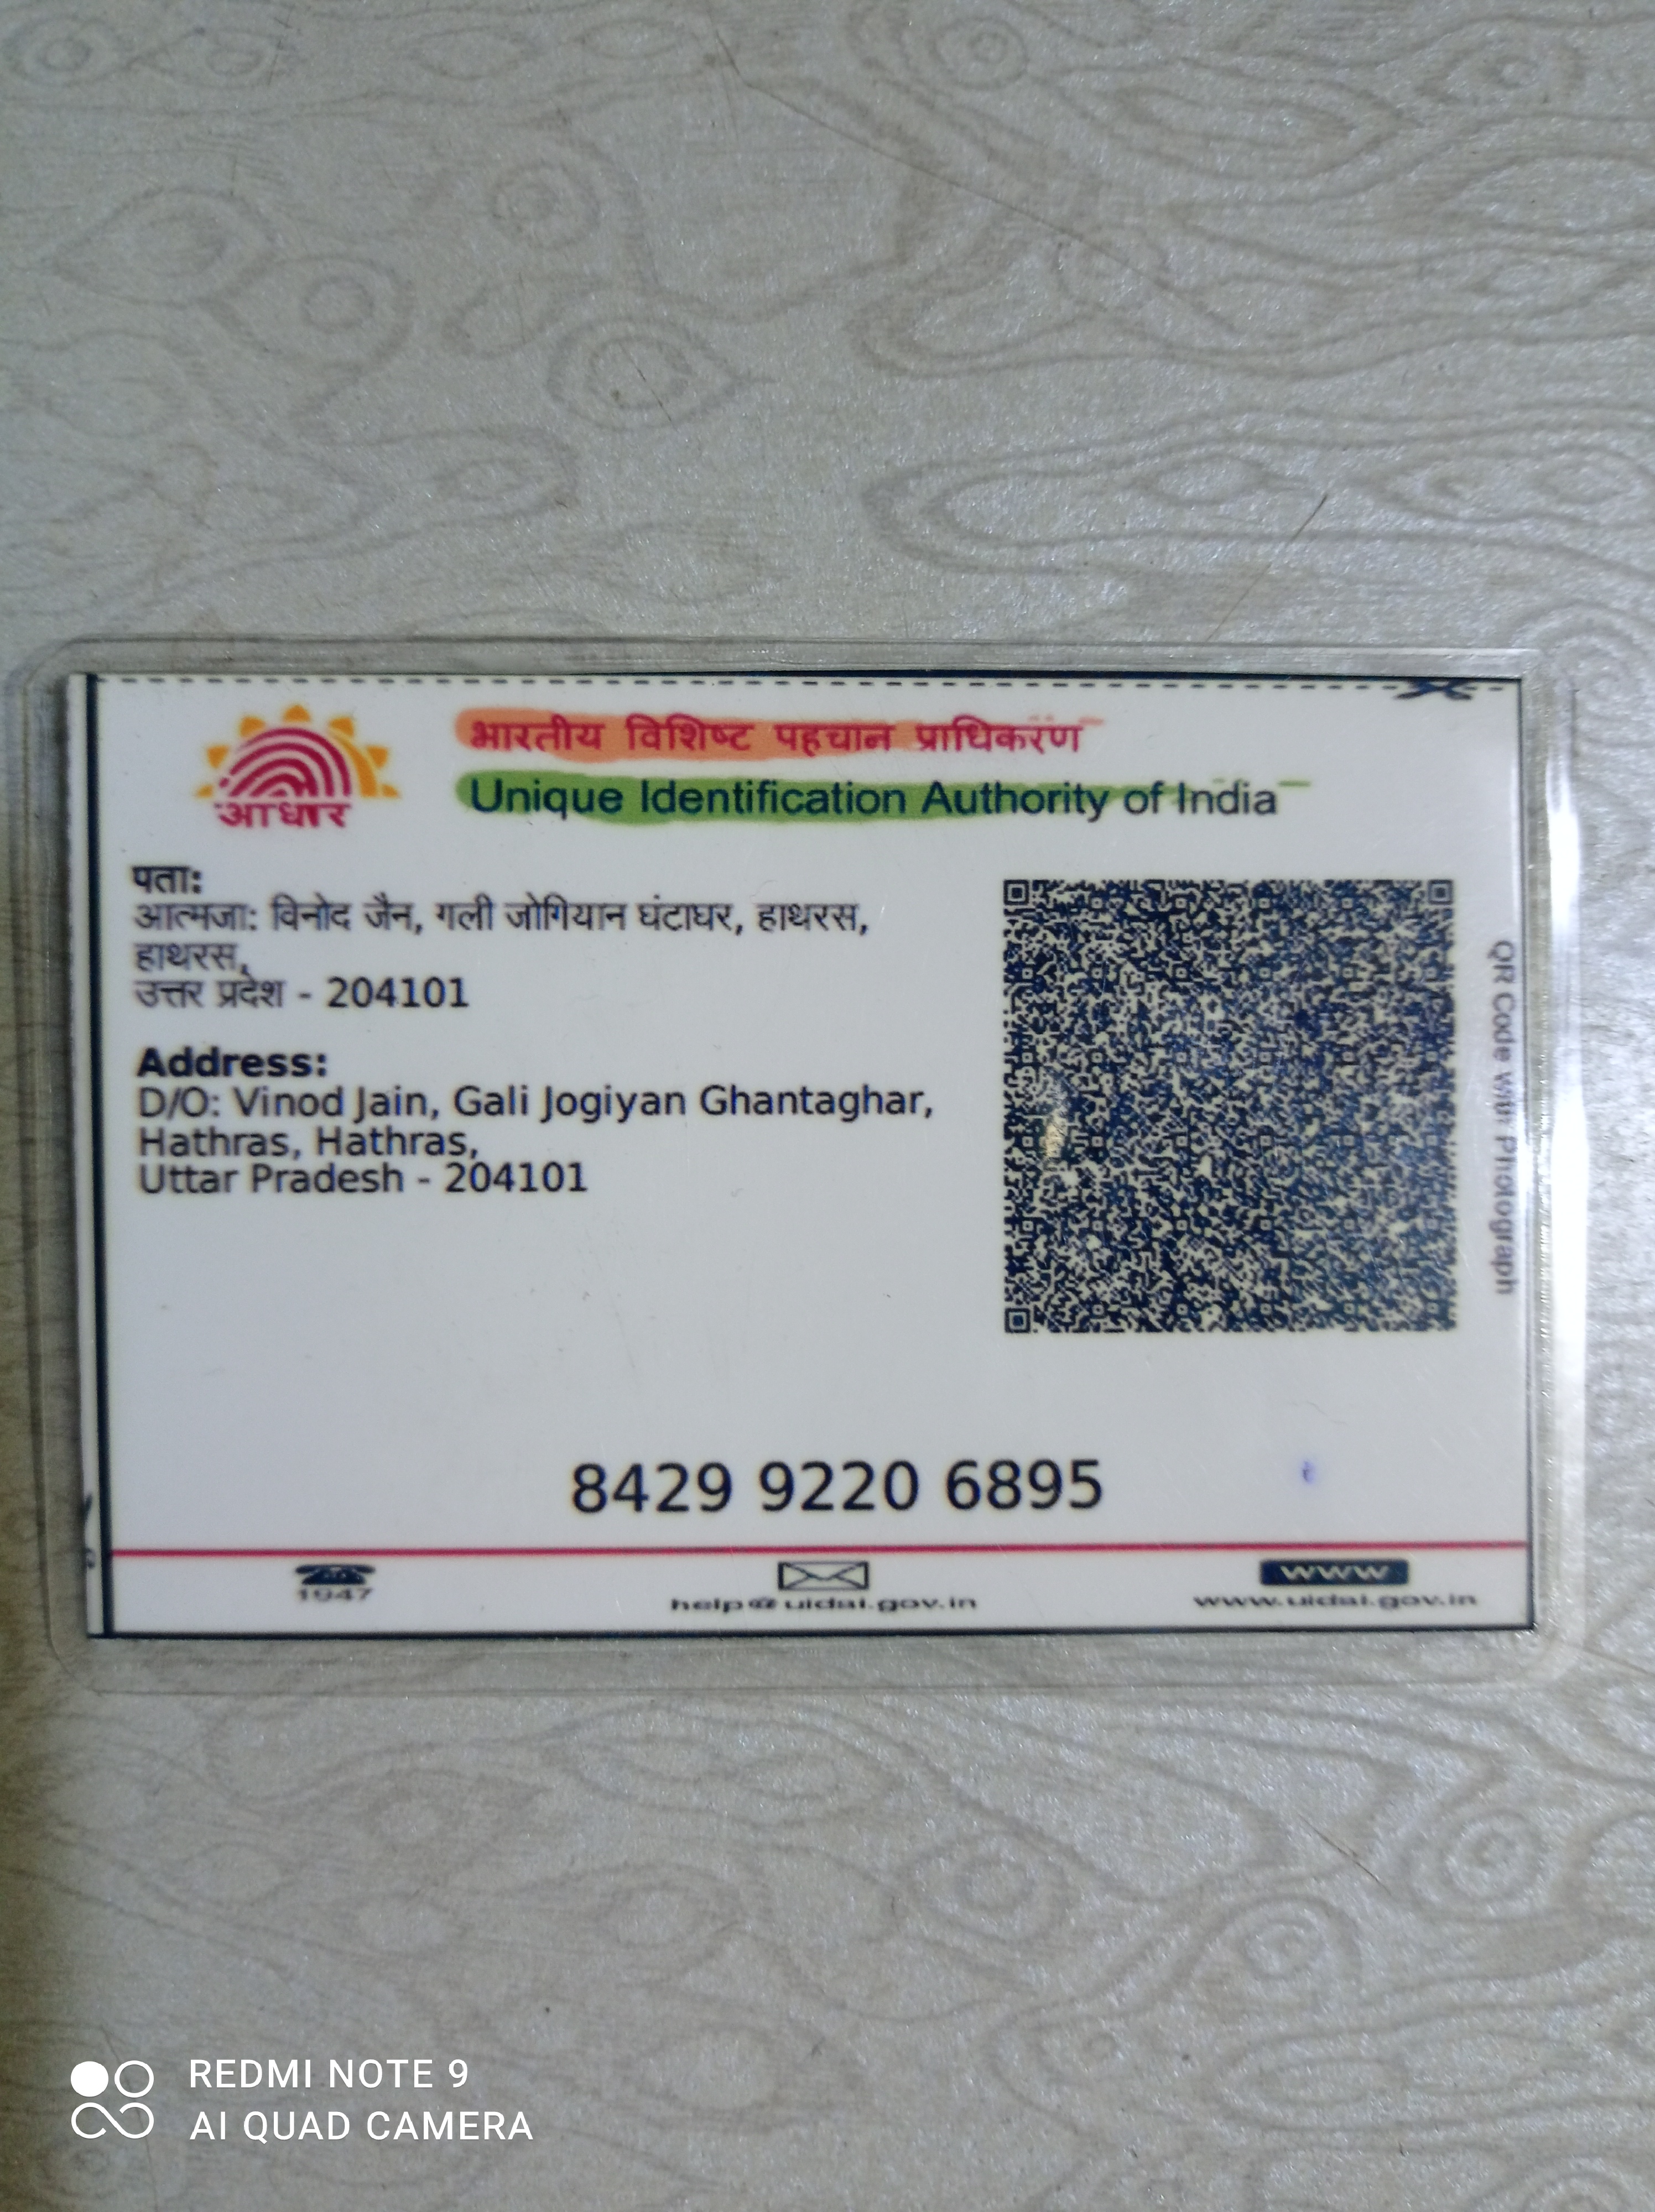 आधार
भारतीय विशिष्ट पहचान प्राधिकरण
Unique Identification Authority of India
पता:
आत्मजा: विनोद जैन, गली जोगियान घंटाघर, हाथरस,
हाथरस,
उत्तर प्रदेश - 204101
Address:
D/O: Vinod Jain, Gali Jogiyan Ghantaghar,
Hathras, Hathras,
Uttar Pradesh - 204101
QR Code with Photograph
8429 9220 6895
1947
help@uidai.gov.in
www
www.uidai.gov.in
REDMI NOTE 9
AI QUAD CAMERA